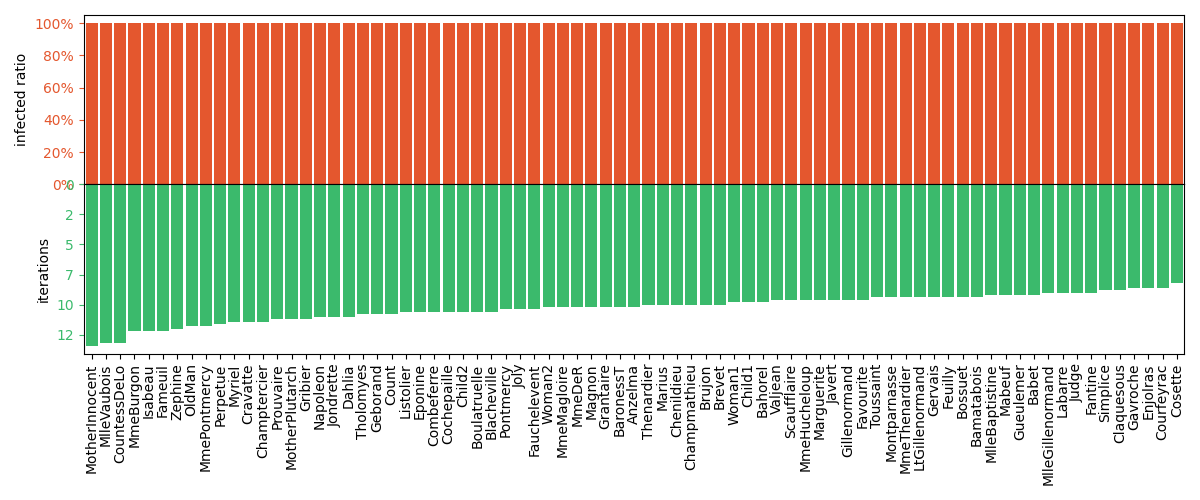 100%
80%
60%
40%
20%
0%
infected ratio
0
2
5
7
10
12
iterations
MotherInnocent
MlleVaubois
CountessDeLo
MmeBurgon
Isabeau
Fameuil
Zephine
OldMan
MmePontmercy
Perpetue
Myriel
Cravatte
Champtercier
Prouvaire
MotherPlutarch
Gribier
Napoleon
Jondrette
Dahlia
Tholomyes
Geborand
Count
Listolier
Eponine
Combeferre
Cochepaille
Child2
Boulatruelle
Blacheville
Pontmercy
Joly
Fauchelevent
Woman2
MmeMagloire
MmeDeR
Magnon
Grantaire
BaronessT
Anzelma
Thenardier
Marius
Chenildieu
Champmathieu
Brujon
Brevet
Woman1
Child1
Bahorel
Valjean
Scaufflaire
MmeHucheloup
Marguerite
Javert
Gillenormand
Favourite
Toussaint
Montparnasse
MmeThenardier
LtGillenormand
Gervais
Feuilly
Bossuet
Bamatabois
MlleBaptistine
Mabeuf
Gueulemer
Babet
MlleGillenormand
Labarre
Judge
Fantine
Simplice
Claquesous
Gavroche
Enjolras
Courfeyrac
Cosette